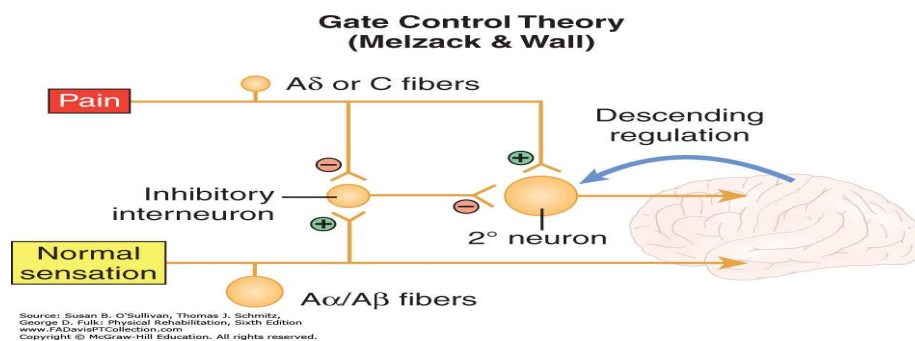 Gate Control Theory
(Melzack & Wall)
Aδ or C fibers
Pain
Descending
regulation
−
+
Inhibitory
interneuron
−
+
2° neuron
Normal
sensation
Aα/Aβ fibers
Source: Susan B. O'Sullivan, Thomas J. Schmitz,
George D. Fulk: Physical Rehabilitation, Sixth Edition
www.FADavisPTCollection.com
Copyright © McGraw-Hill Education. All rights reserved.